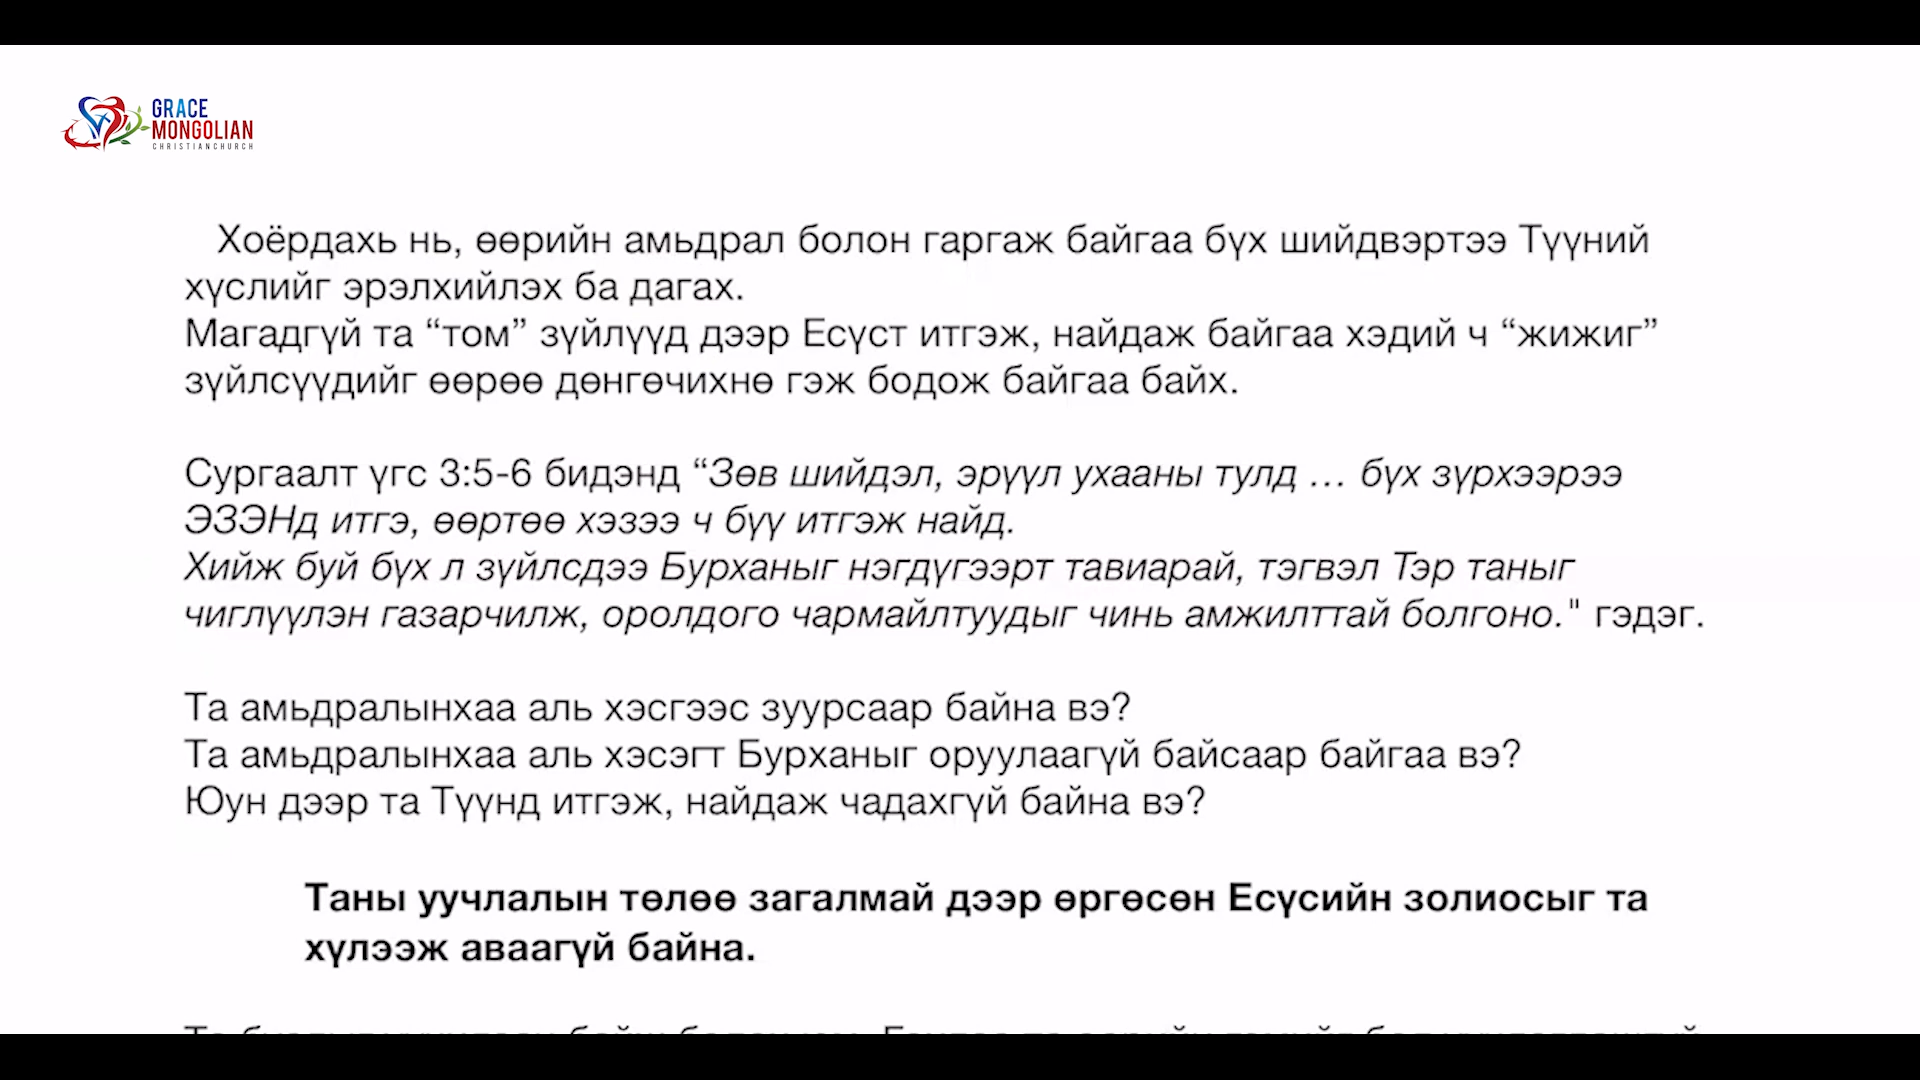 GRACE
MONGOLIAN
CHRISTIANCHURCH
Хоёрдахь нь, өөрийн амьдрал болон гаргаж байгаа бүх шийдвэртээ Түүний
хүслийг эрэлхийлэх ба дагах.
Магадгүй та “том” зүйлүүд дээр Есүст итгэж, найдаж байгаа хэдий ч “жижиг”
зүйлсүүдийг өөрөө дөнгөчихнө гэж бодож байгаа байх.
Сургаалт үгс 3:5-6 бидэнд “Зөв шийдэл, эрүүл ухааны тулд … бүх зүрхээрээ
ЭЗЭНд итгэ, өөртөө хэзээ ч бүү итгэж найд.
Хийж буй бүх л зүйлсдээ Бурханыг нэгдүгээрт тавиарай, тэгвэл Тэр таныг
чиглүүлэн газарчилж, оролдого чармайлтуудыг чинь амжилттай болгоно." гэдэг.
Та амьдралынхаа аль хэсгээс зуурсаар байна вэ?
Та амьдралынхаа аль хэсэгт Бурханыг оруулаагүй байсаар байгаа вэ?
Юун дээр та Түүнд итгэж, найдаж чадахгүй байна вэ?
Таны уучлалын төлөө загалмай дээр өргөсөн Есүсийн золиосыг та
хүлээж аваагүй байна.